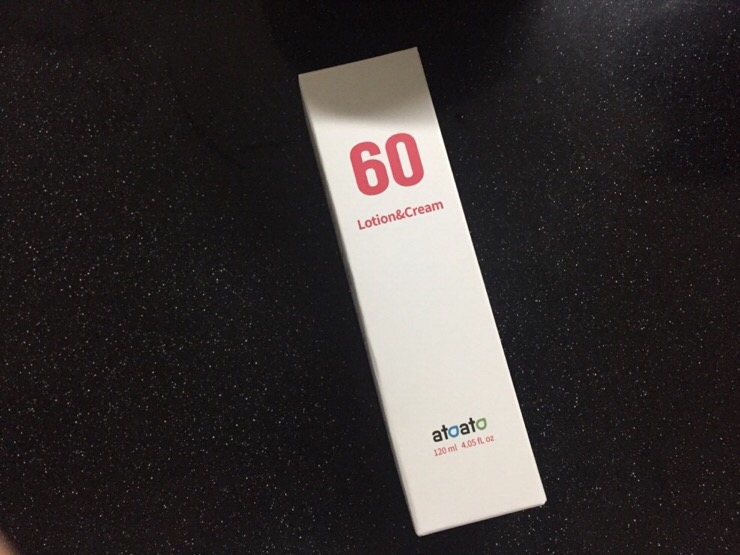 60
Lotion&Cream
atoato
120 ml 4.05 fl. oz